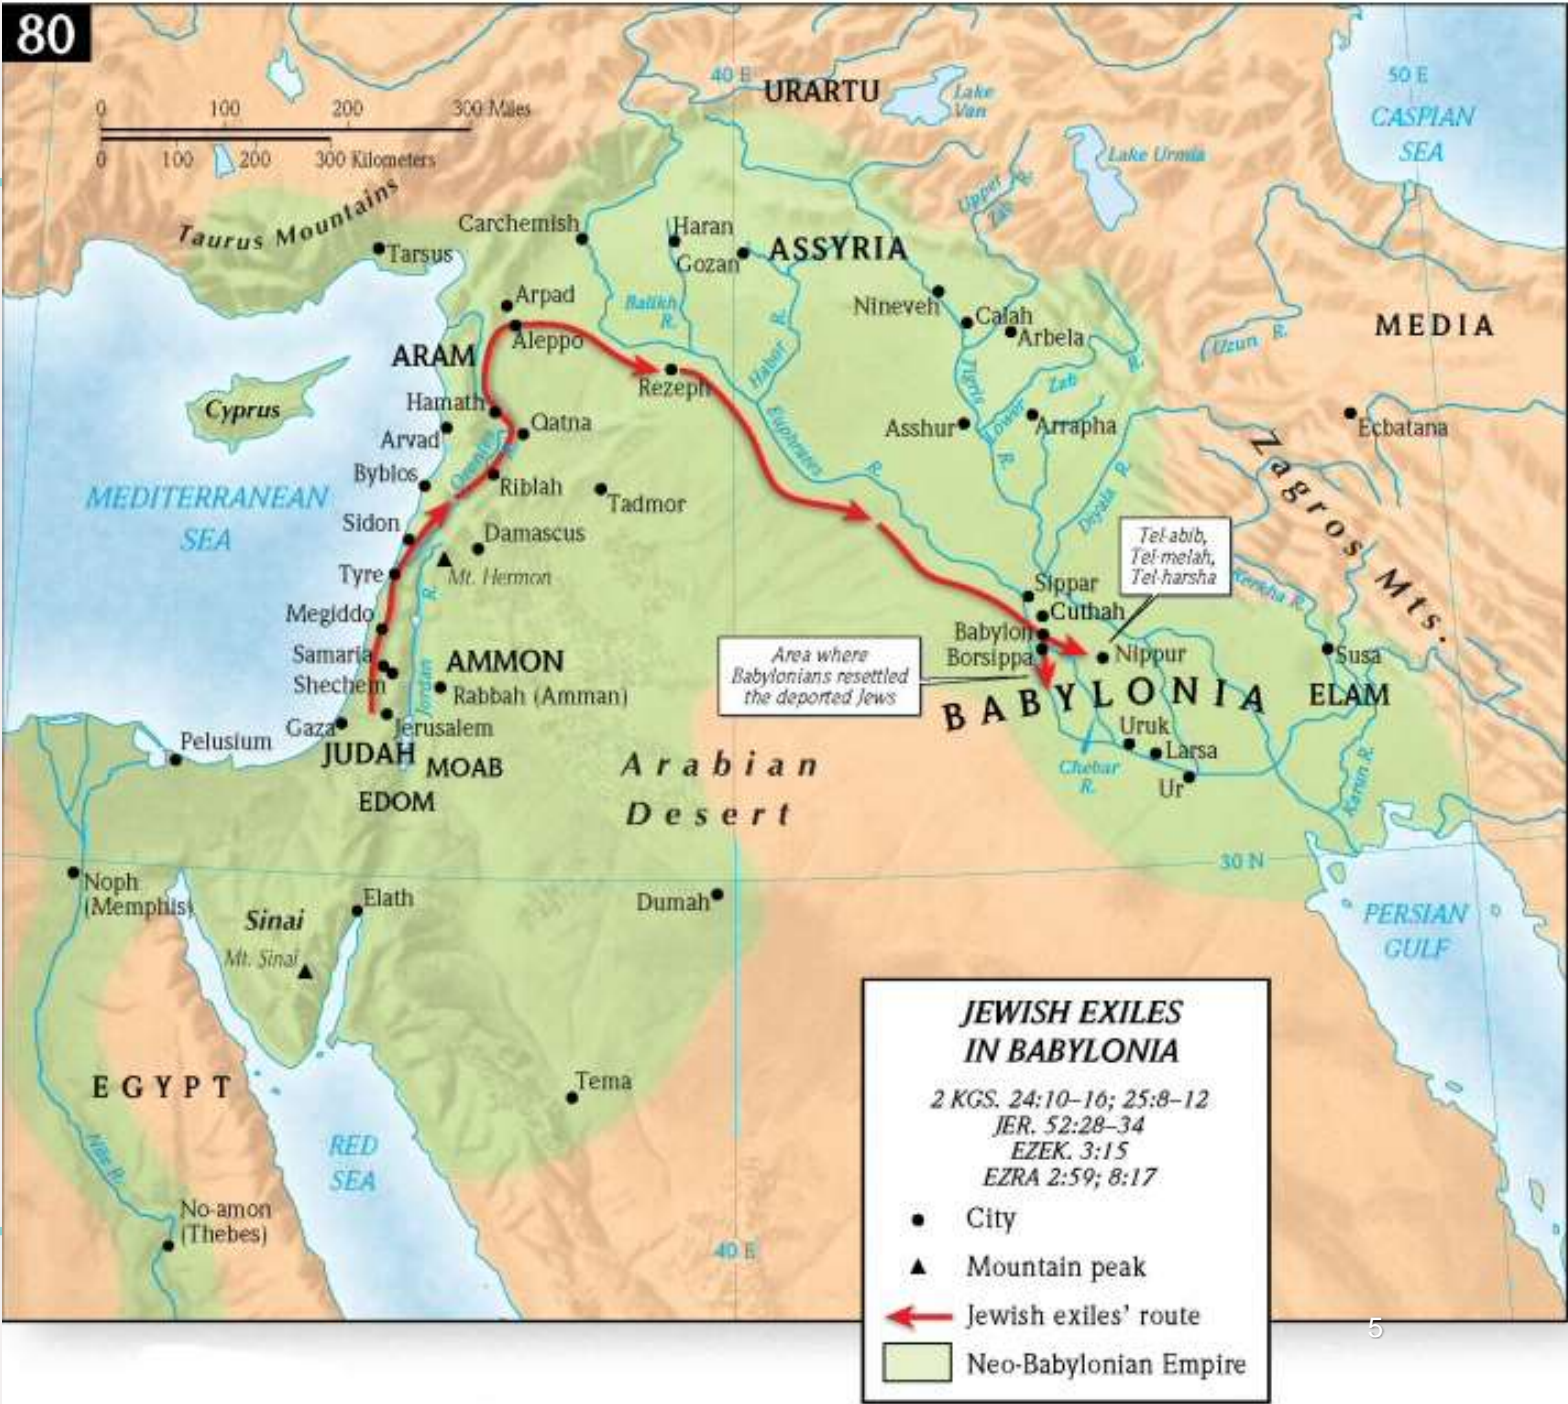 80
0 100 200 300 Miles
0 100 200 300 Kilometers
40 E
URARTU
Lake
Van
50 E
CASPIAN
SEA
Lake Urmia
Upper
Zab
R.
Taurus Mountains
Tarsus
Carchemish
Haran
Gozan
ASSYRIA
Arpad
Aleppo
Balikh
R.
Habor R.
Nineveh
Calah
Arbela
MEDIA
Uzun R.
ARAM
Rezeph
Tigris
R.
Lower Zab R.
Cyprus
Hamath
Qatna
Arvad
Orontes
R.
Asshur
Arrapha
Ecbatana
Euphrates R.
Byblos
Riblah
Tadmor
Diyala R.
Zagros Mts.
MEDITERRANEAN
SEA
Sidon
Damascus
Mt. Hermon
Tyre
Tel-abib,
Tel-melah,
Tel-harsha
Sippar
Cuthah
Kerkha R.
Megiddo
Babylon
Borsippa
Nippur
Susa
Samaria
Shechem
AMMON
Rabbah (Amman)
Jordan R.
Area where
Babylonians resettled
the deported Jews
BABYLONIA
ELAM
Gaza
Jerusalem
Pelusium
JUDAH
MOAB
EDOM
Arabian
Desert
Uruk
Larsa
Ur
Chebar
R.
Karun R.
30 N
Noph
(Memphis)
Sinai
Mt. Sinai
Elath
Dumah
PERSIAN
GULF
EGYPT
Tema
RED
SEA
Nile R.
No-amon
(Thebes)
40 E
JEWISH EXILES
IN BABYLONIA
2 KGS. 24:10–16; 25:8–12
JER. 52:28–34
EZEK. 3:15
EZRA 2:59; 8:17
City
Mountain peak
Jewish exiles' route
Neo-Babylonian Empire
5